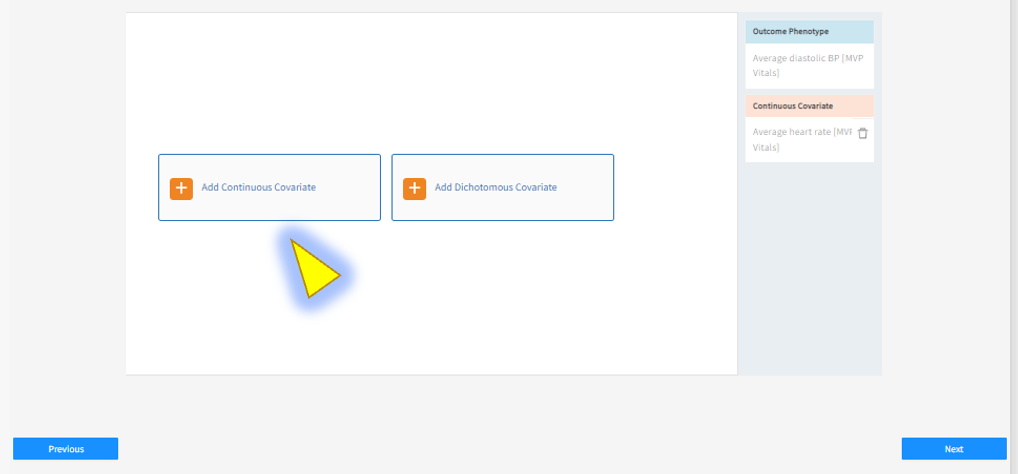 Outcome Phenotype
Average diastolic BP [MVP
Vitals]
Continuous Covariate
Average heart rate [MVP
Vitals]
Add Continuous Covariate
Add Dichotomous Covariate
Previous
Next